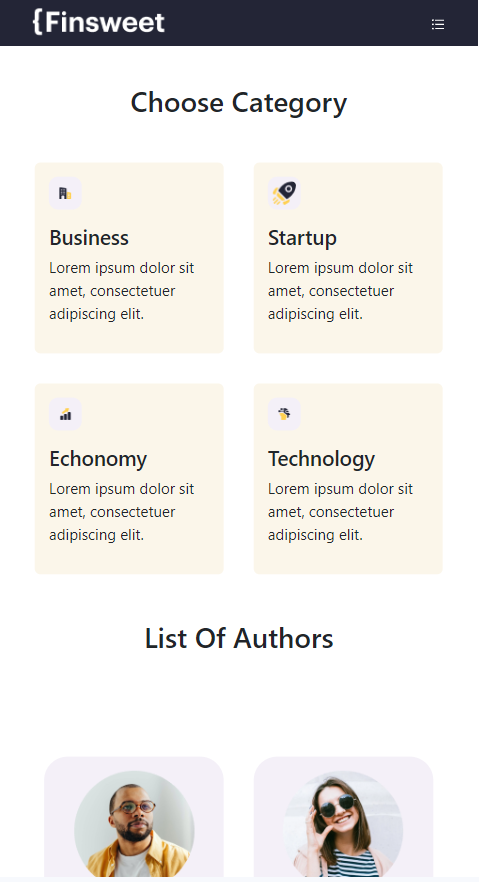 {Finsweet
Choose Category
Business
Lorem ipsum dolor sit
amet, consectetuer
adipiscing elit.
Startup
Lorem ipsum dolor sit
amet, consectetuer
adipiscing elit.
Echonomy
Lorem ipsum dolor sit
amet, consectetuer
adipiscing elit.
Technology
Lorem ipsum dolor sit
amet, consectetuer
adipiscing elit.
List Of Authors